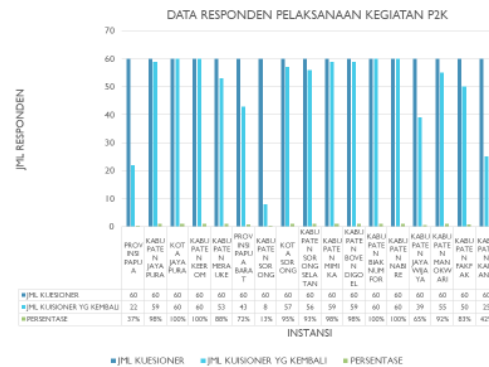 DATA RESPONDEN PELAKSANAAN KEGIATAN P2K
70
60
50
40
30
20
10
0
JML RESPONDEN
PROVINSI PAPUA
KABUPATEN JAYAPURA
KOTA JAYAPURA
KABUPATEN KEEROM
KABUPATEN MERAUKE
PROVINSI PAPUA BARAT
KABUPATEN SORONG
KOTA SORONG
KABUPATEN SORONG SELATAN
KABUPATEN MIMIKA
KABUPATEN BOVEN DIGOEL
KABUPATEN BIAK NUMFOR
KABUPATEN NABIRE
KABUPATEN JAYAWIJAYA
KABUPATEN MANOKWARI
KABUPATEN FAKFAK
JML KUESIONER 60 60 60 60 60 60 60 60 60 60 60 60 60 60 60 60 60
JML KUISIONER YG KEMBALI 22 59 60 60 53 43 8 57 56 59 59 60 60 39 55 50 25
PERSENTASE 37% 98% 100% 100% 88% 72% 13% 95% 93% 98% 98% 100% 100% 65% 92% 83% 42%
INSTANSI
JML KUESIONER JML KUISIONER YG KEMBALI PERSENTASE